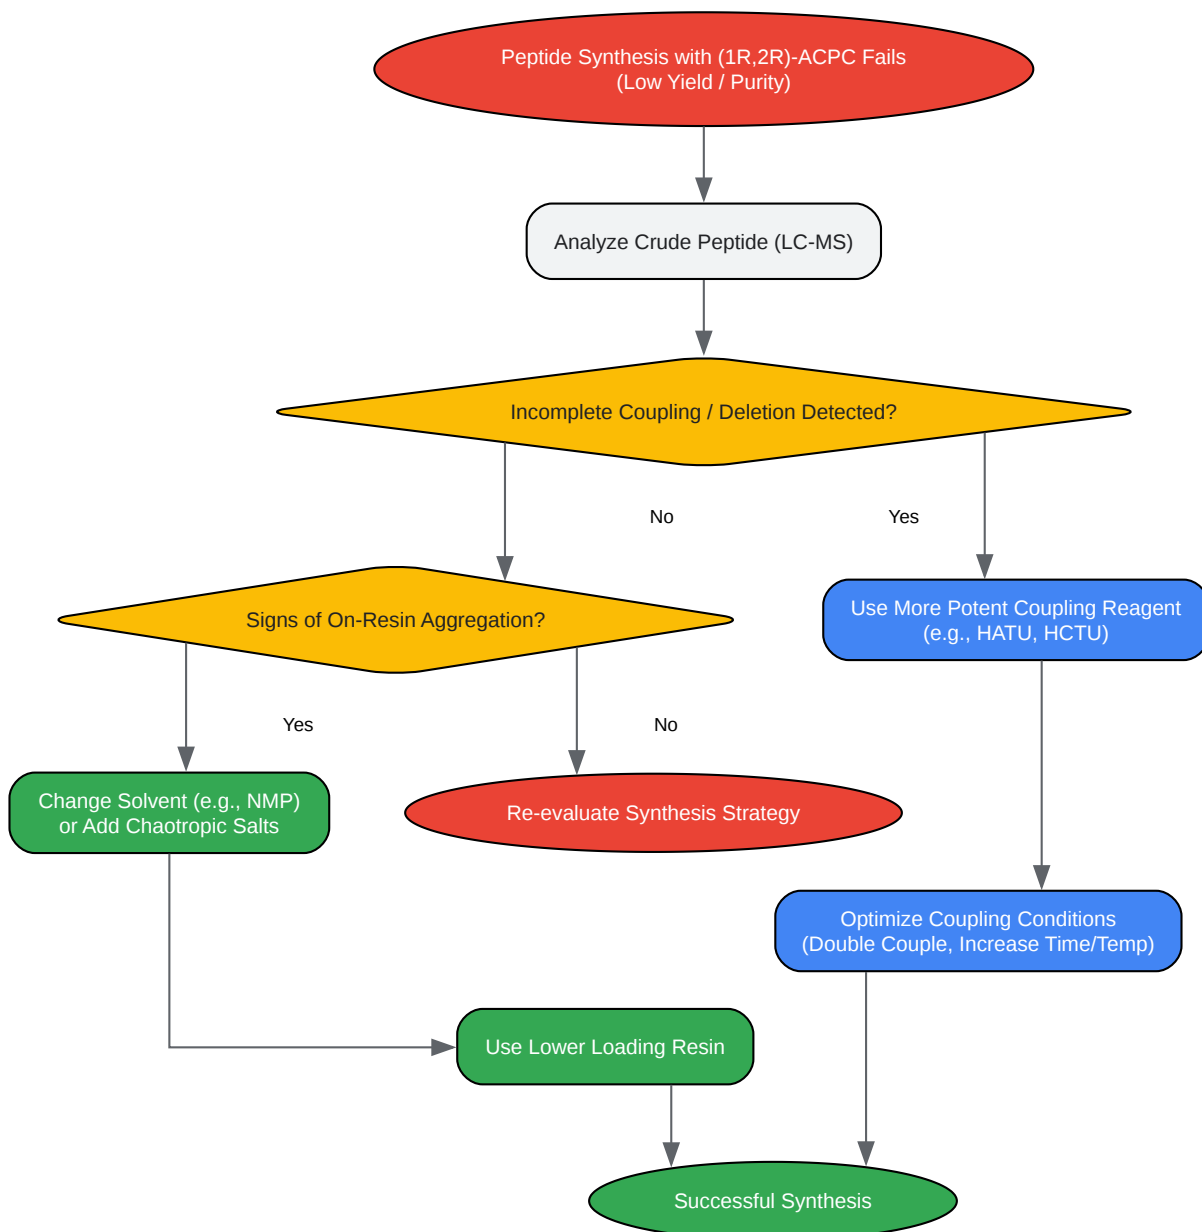 Peptide Synthesis with (1R,2R)-ACPC Fails
(Low Yield / Purity)
Analyze Crude Peptide (LC-MS)
Incomplete Coupling / Deletion Detected?
No
Yes
Signs of On-Resin Aggregation?
Use More Potent Coupling Reagent
(e.g., HATU, HCTU)
Yes
No
Change Solvent (e.g., NMP)
or Add Chaotropic Salts
Re-evaluate Synthesis Strategy
Optimize Coupling Conditions
(Double Couple, Increase Time/Temp)
Use Lower Loading Resin
Successful Synthesis